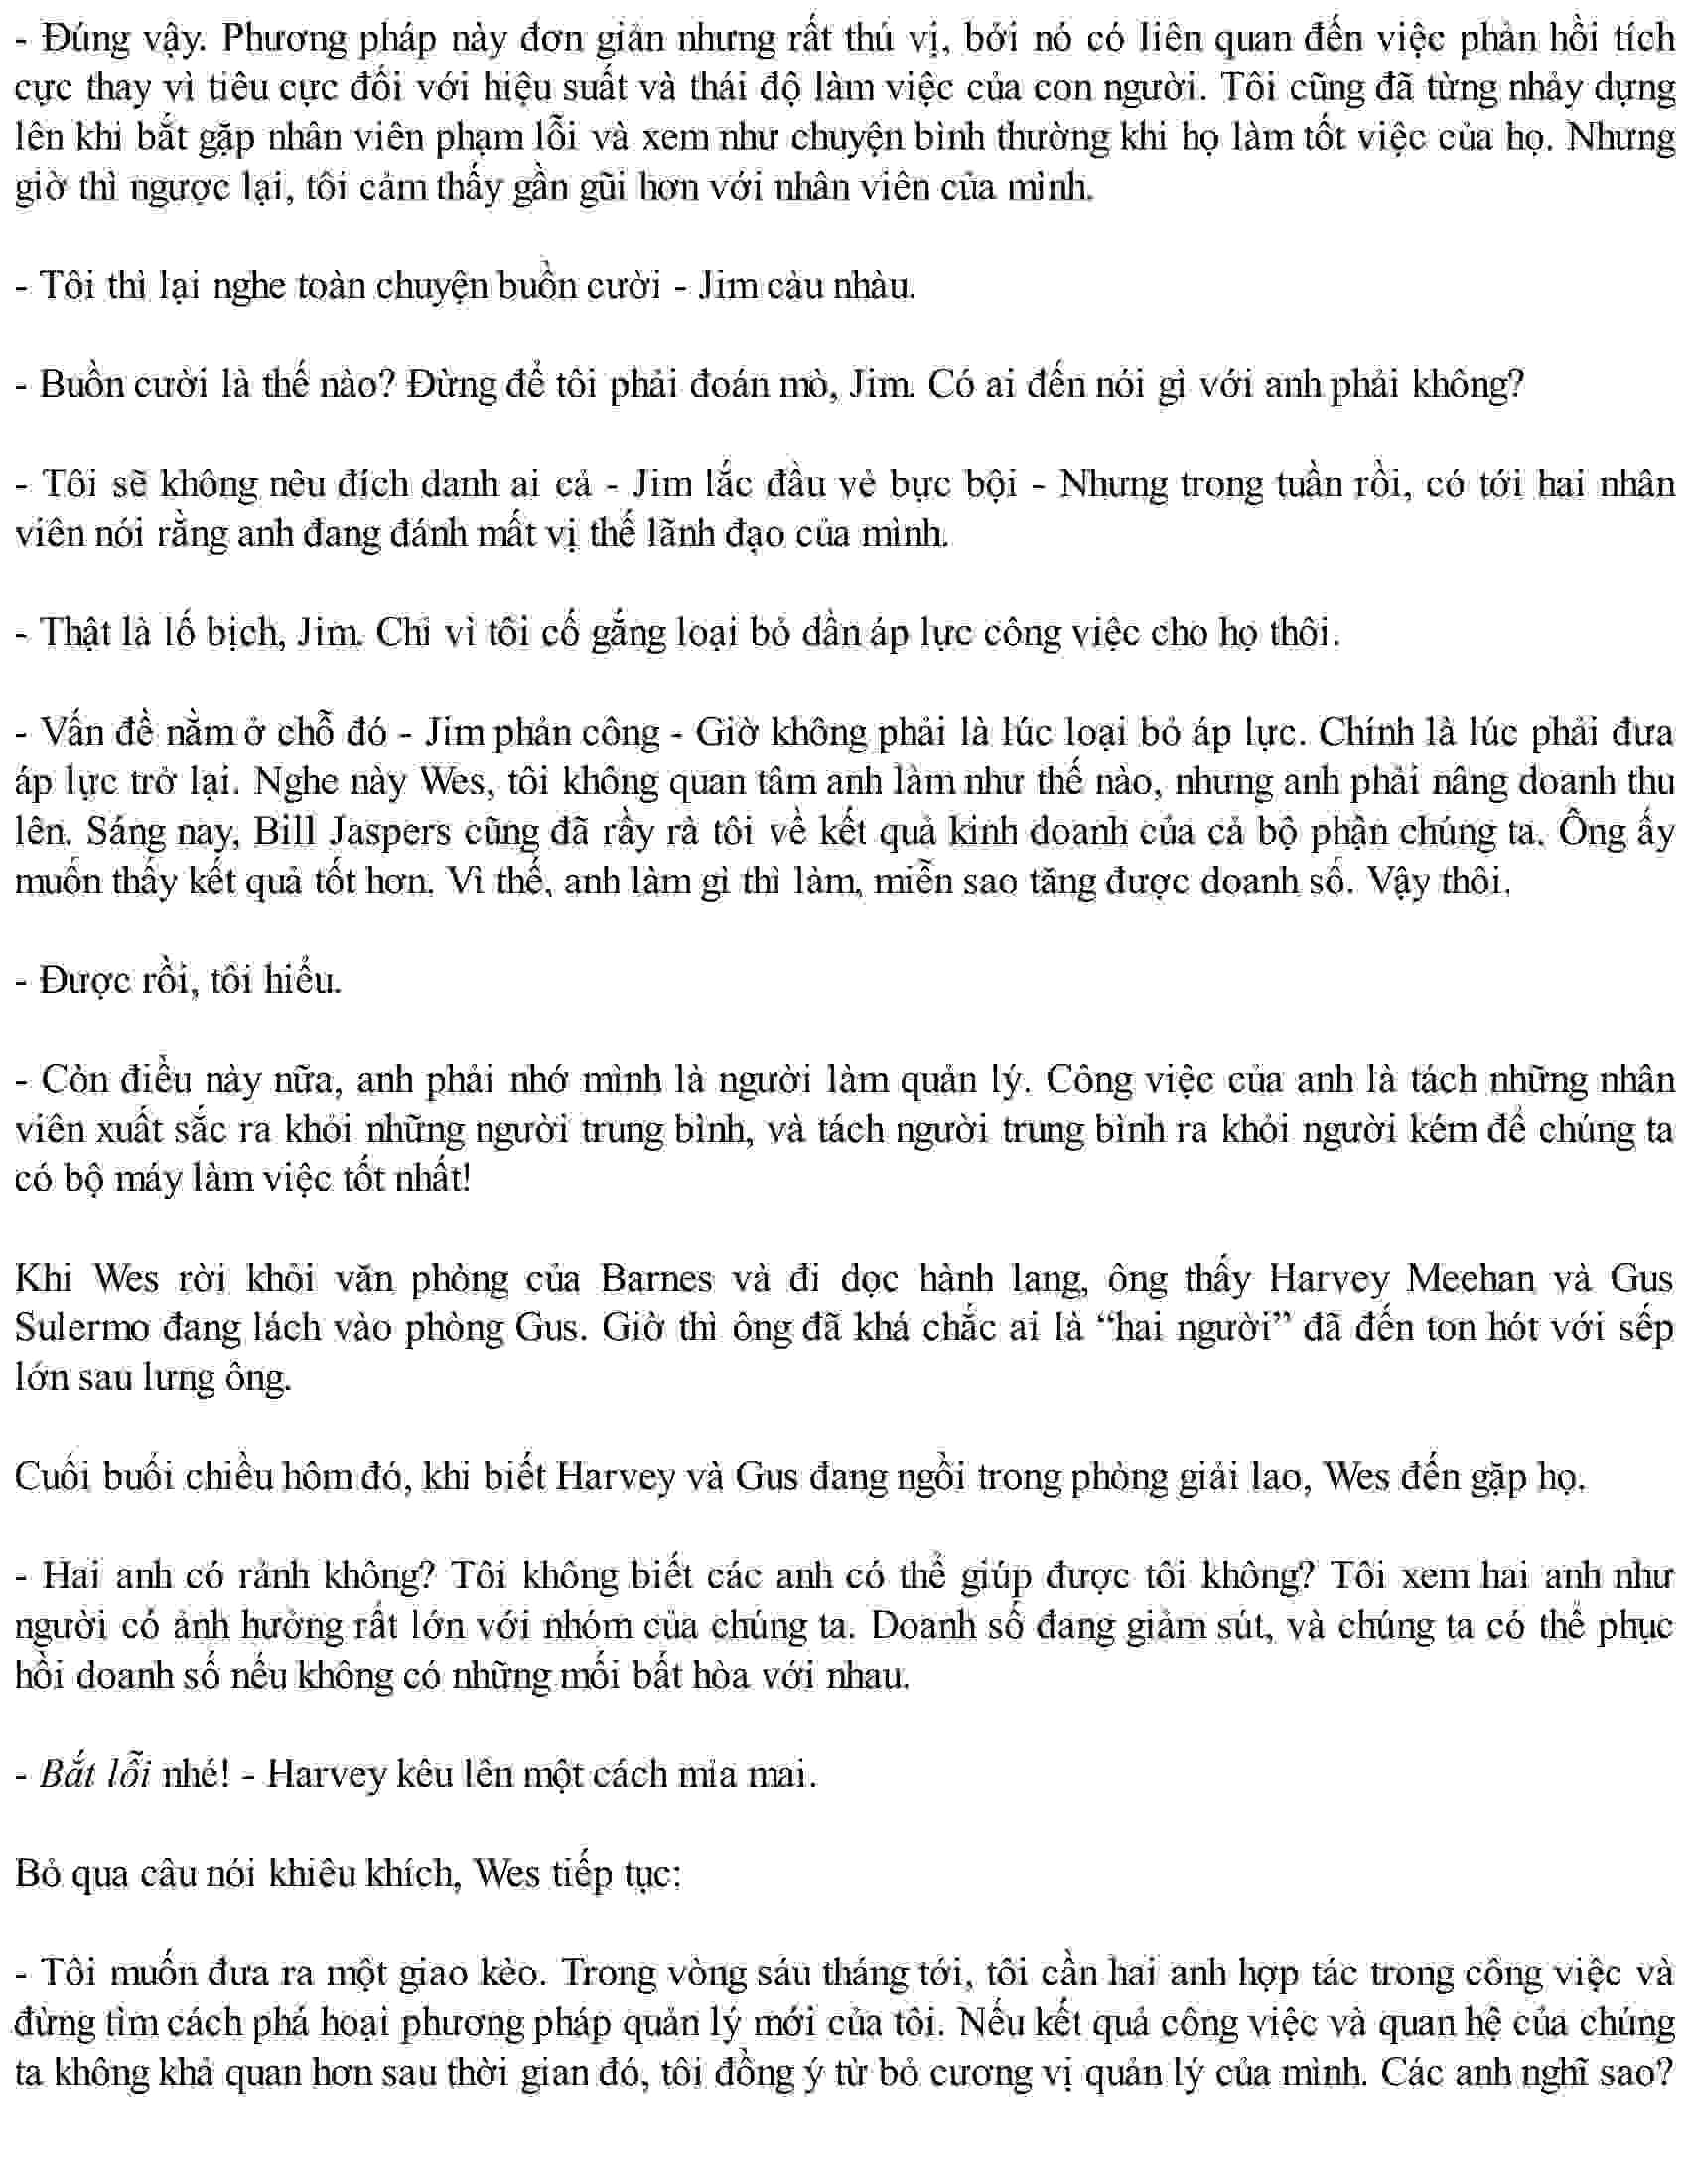 - Đúng vậy. Phương pháp này đơn giản nhưng rất thú vị, bởi nó có liên quan đến việc phản hồi tích
cực thay vì tiêu cực đối với hiệu suất và thái độ làm việc của con người. Tôi cũng đã từng nhảy dựng
lên khi bắt gặp nhân viên phạm lỗi và xem như chuyện bình thường khi họ làm tốt việc của họ. Nhưng
giờ thì ngược lại, tôi cảm thấy gần gũi hơn với nhân viên của mình.
- Tôi thì lại nghe toàn chuyện buồn cười - Jim càu nhàu.
- Buồn cười là thế nào? Đừng để tôi phải đoán mò, Jim. Có ai đến nói gì với anh phải không?
- Tôi sẽ không nêu đích danh ai cả - Jim lắc đầu vẻ bực bội - Nhưng trong tuần rồi, có tới hai nhân
viên nói rằng anh đang đánh mất vị thế lãnh đạo của mình.
- Thật là lố bịch, Jim. Chỉ vì tôi cố gắng loại bỏ dần áp lực công việc cho họ thôi.
- Vấn đề nằm ở chỗ đó - Jim phản công - Giờ không phải là lúc loại bỏ áp lực. Chính là lúc phải đưa
áp lực trở lại. Nghe này Wes, tôi không quan tâm anh làm như thế nào, nhưng anh phải nâng doanh thu
lên. Sáng nay, Bill Jaspers cũng đã rầy rà tôi về kết quả kinh doanh của cả bộ phận chúng ta. Ông ấy
muốn thấy kết quả tốt hơn. Vì thế, anh làm gì thì làm, miễn sao tăng được doanh số. Vậy thôi.
- Được rồi, tôi hiểu.
- Còn điều này nữa, anh phải nhớ mình là người làm quản lý. Công việc của anh là tách những nhân
viên xuất sắc ra khỏi những người trung bình, và tách người trung bình ra khỏi người kém để chúng ta
có bộ máy làm việc tốt nhất!
Khi Wes rời khỏi văn phòng của Barnes và đi dọc hành lang, ông thấy Harvey Meehan và Gus
Sulermo đang lách vào phòng Gus. Giờ thì ông đã khá chắc ai là “hai người” đã đến ton hót với sếp
lớn sau lưng ông.
Cuối buổi chiều hôm đó, khi biết Harvey và Gus đang ngồi trong phòng giải lao, Wes đến gặp họ.
- Hai anh có rảnh không? Tôi không biết các anh có thể giúp được tôi không? Tôi xem hai anh như
người có ảnh hưởng rất lớn với nhóm của chúng ta. Doanh số đang giảm sút, và chúng ta có thể phục
hồi doanh số nếu không có những mối bất hòa với nhau.
- Bắt lỗi nhé! - Harvey kêu lên một cách mỉa mai.
Bỏ qua câu nói khiêu khích, Wes tiếp tục:
- Tôi muốn đưa ra một giao kèo. Trong vòng sáu tháng tới, tôi cần hai anh hợp tác trong công việc và
đừng tìm cách phá hoại phương pháp quản lý mới của tôi. Nếu kết quả công việc và quan hệ của chúng
ta không khả quan hơn sau thời gian đó, tôi đồng ý từ bỏ cương vị quản lý của mình. Các anh nghĩ sao?